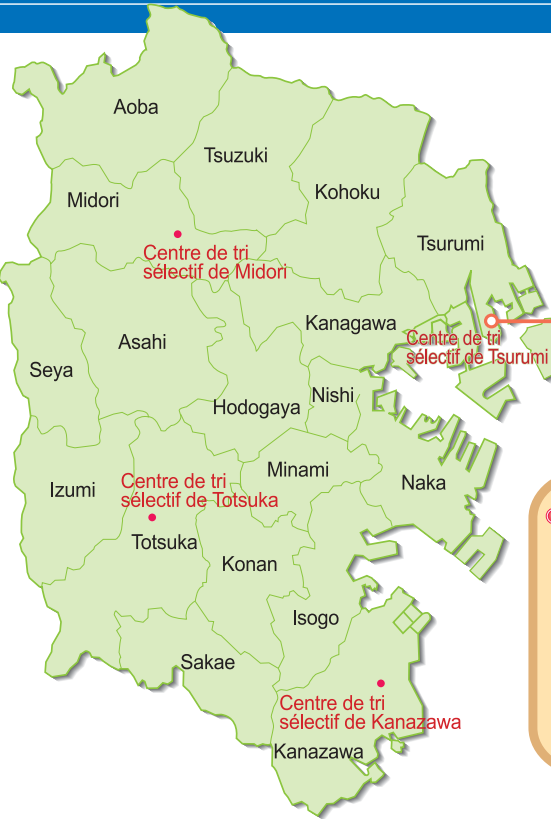 Aoba
Tsuzuki
Kohoku
Midori
Tsurumi
Centre de tri
sélectif de Midori
Kanagawa
Centre de tri
sélectif de Tsurumi
Asahi
Seya
Nishi
Hodogaya
Minami
Izumi
Centre de tri
sélectif de Totsuka
Naka
Totsuka
Konan
Isogo
Sakae
Centre de tri
sélectif de Kanazawa
Kanazawa